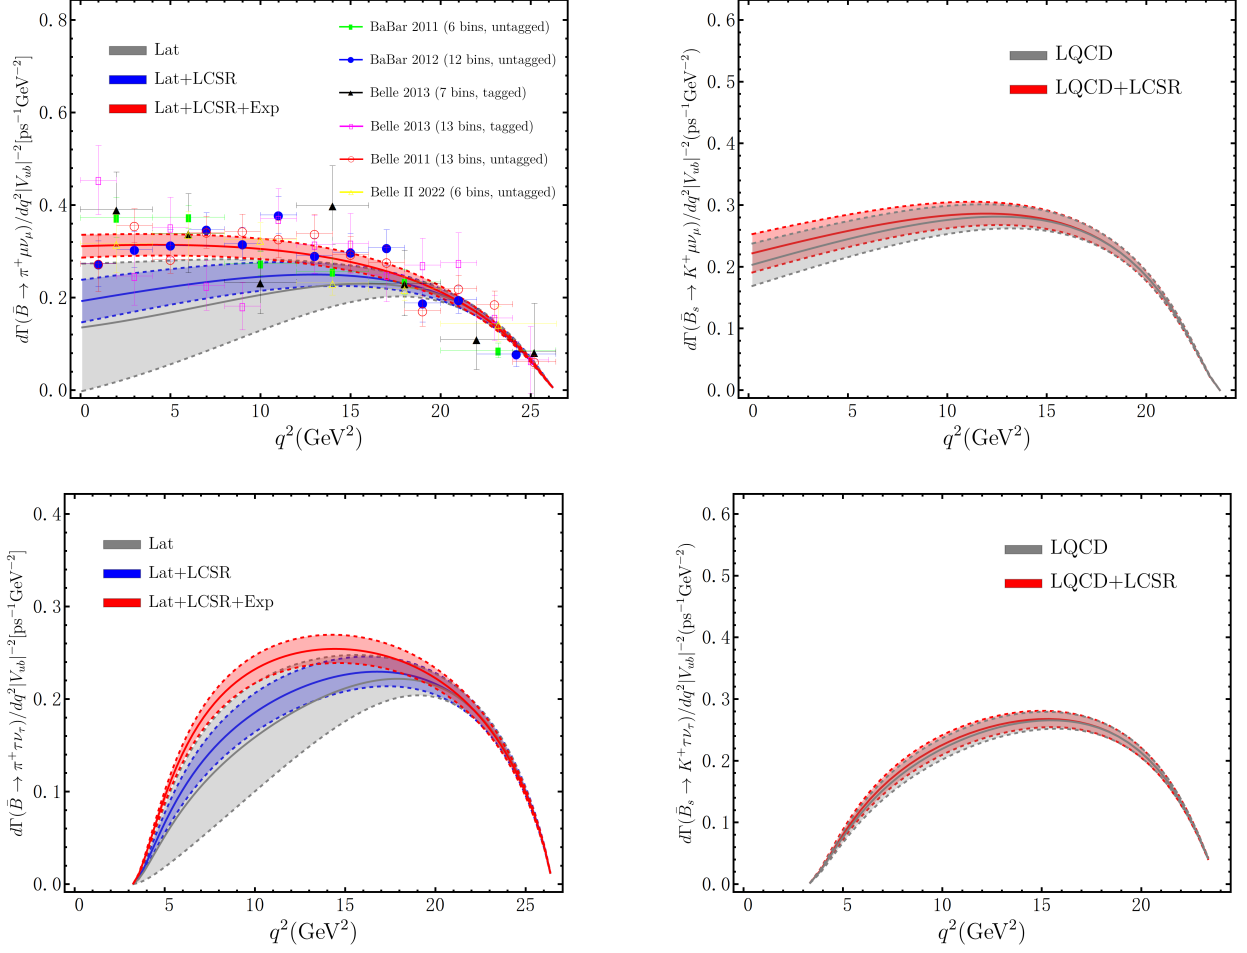 dΓ(B̄ → π⁺μν_μ)/dq²|V_ub|⁻²[ps⁻¹GeV⁻²]
0.8
0.6
0.4
0.2
0.0
Lat
Lat+LCSR
Lat+LCSR+Exp
BaBar 2011 (6 bins, untagged)
BaBar 2012 (12 bins, untagged)
Belle 2013 (7 bins, tagged)
Belle 2013 (13 bins, tagged)
Belle 2011 (13 bins, untagged)
Belle II 2022 (6 bins, untagged)
0 5 10 15 20 25
q²(GeV²)
dΓ(B̄_s → K⁺μν_μ)/dq²|V_ub|⁻²(ps⁻¹GeV⁻²)
0.6
0.5
0.4
0.3
0.2
0.1
0.0
LQCD
LQCD+LCSR
0 5 10 15 20
q²(GeV²)
dΓ(B̄ → π⁺τν_τ)/dq²|V_ub|⁻²[ps⁻¹GeV⁻²]
0.4
0.3
0.2
0.1
0.0
Lat
Lat+LCSR
Lat+LCSR+Exp
0 5 10 15 20 25
q²(GeV²)
dΓ(B̄_s → K⁺τν_τ)/dq²|V_ub|⁻²(ps⁻¹GeV⁻²)
0.6
0.5
0.4
0.3
0.2
0.1
0.0
LQCD
LQCD+LCSR
0 5 10 15 20
q²(GeV²)